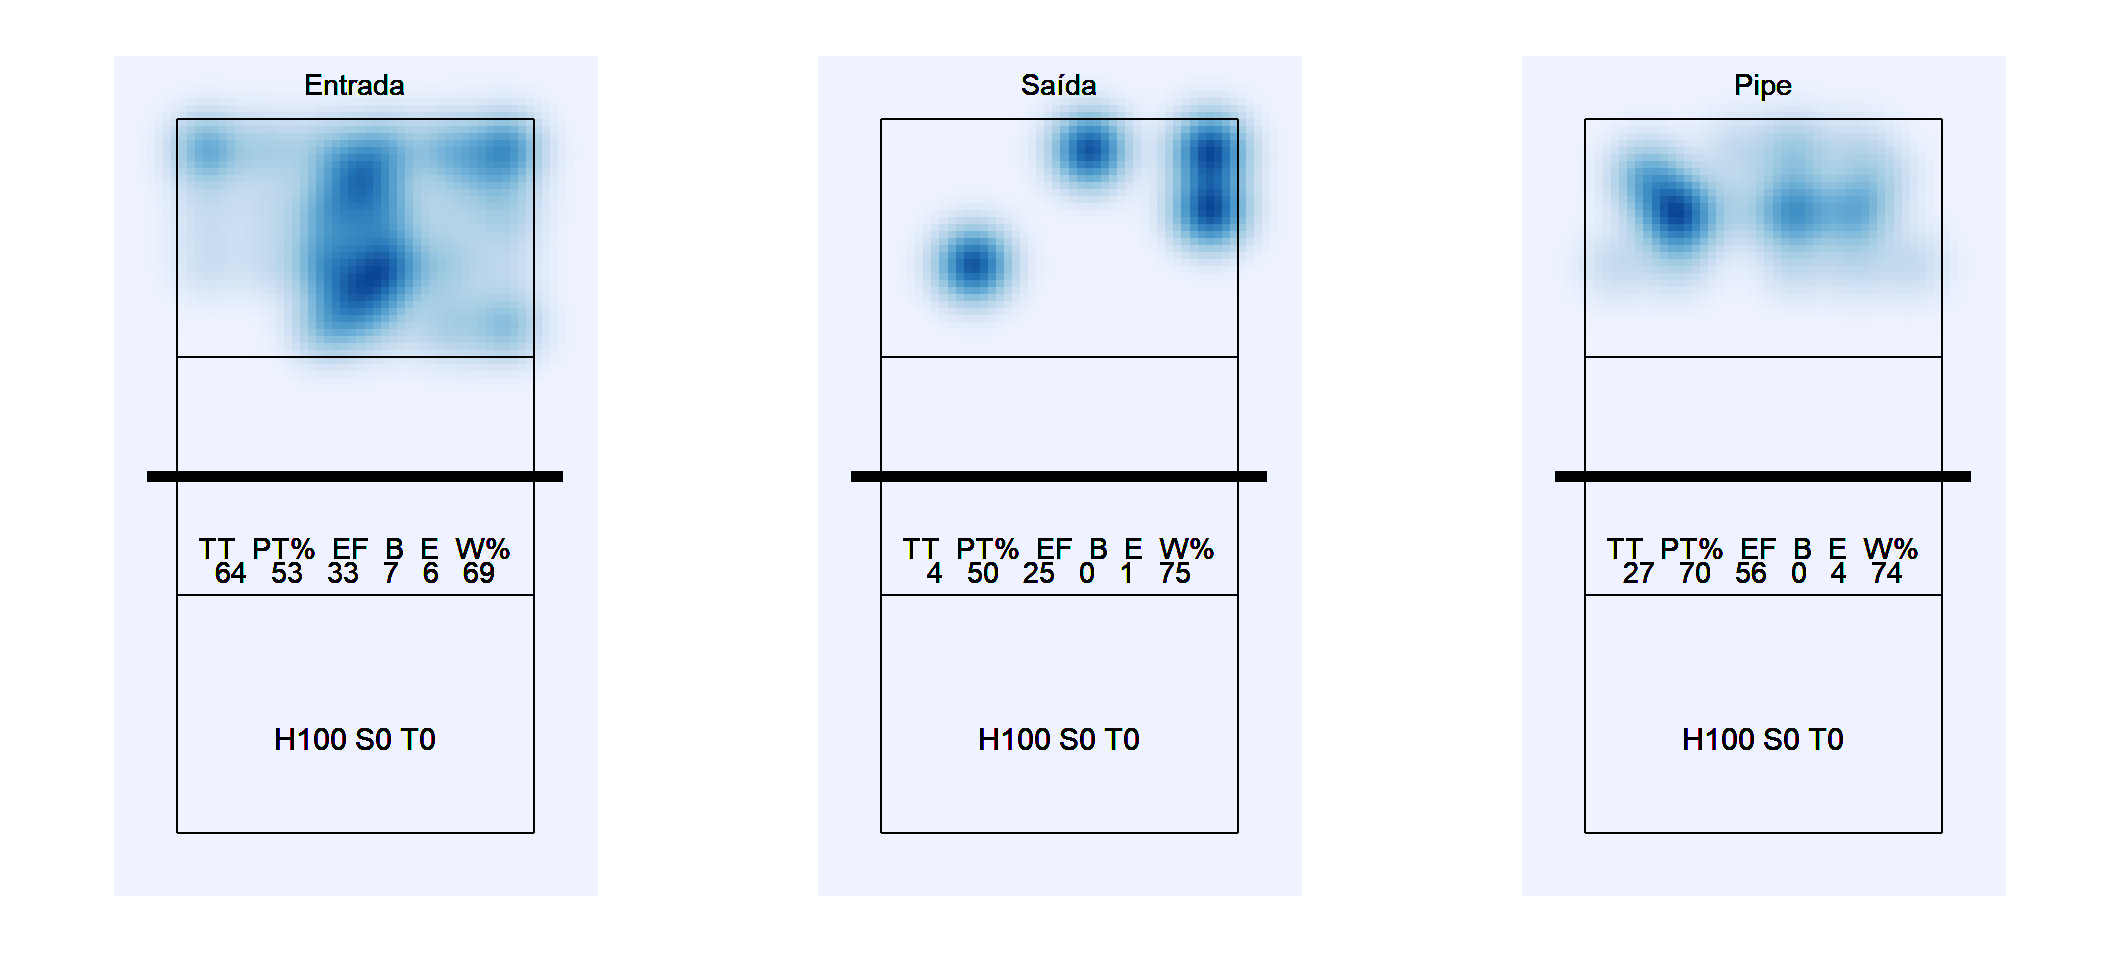 Entrada
TT PT% EF B E W%
64 53 33 7 6 69
H100 S0 T0
Saída
TT PT% EF B E W%
4 50 25 0 1 75
H100 S0 T0
Pipe
TT PT% EF B E W%
27 70 56 0 4 74
H100 S0 T0